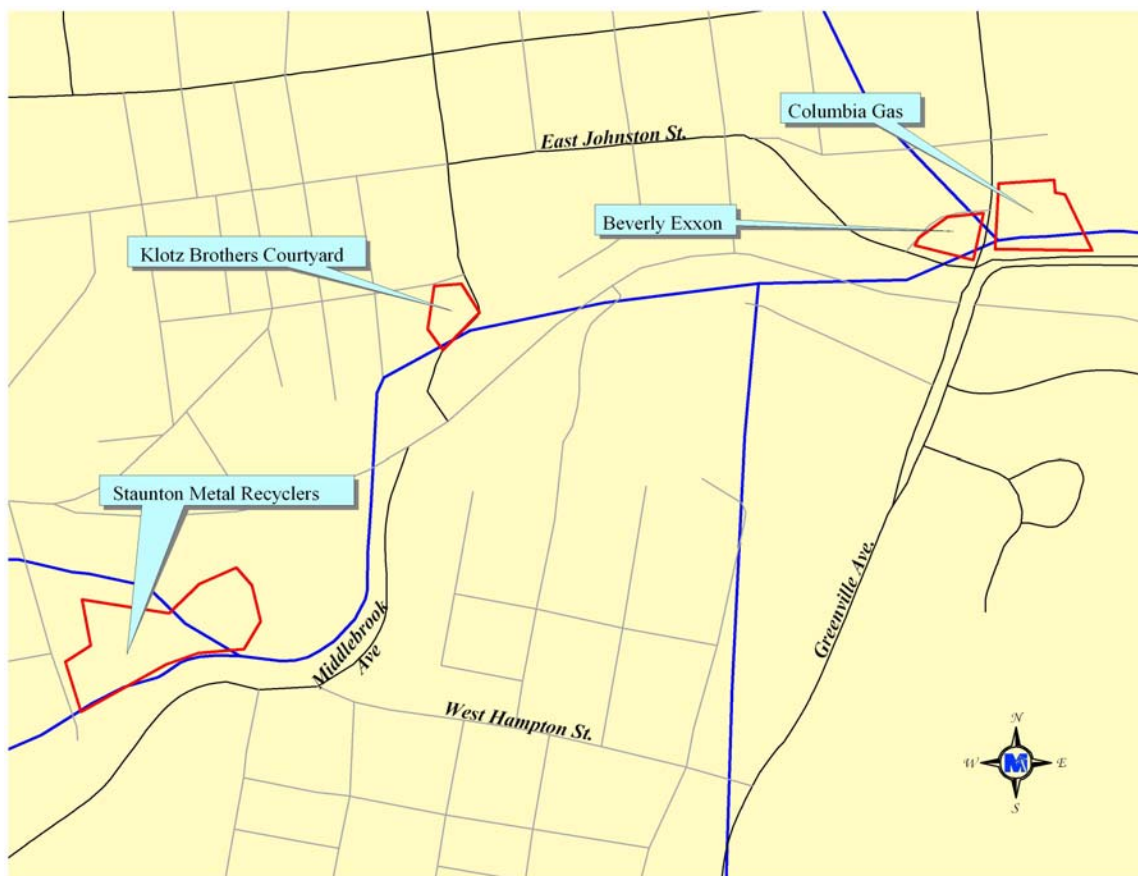 Columbia Gas
East Johnston St.
Beverly Exxon
Klotz Brothers Courtyard
Staunton Metal Recyclers
Greenville Ave.
Middlebrook
Ave
West Hampton St.
N
W M E
S